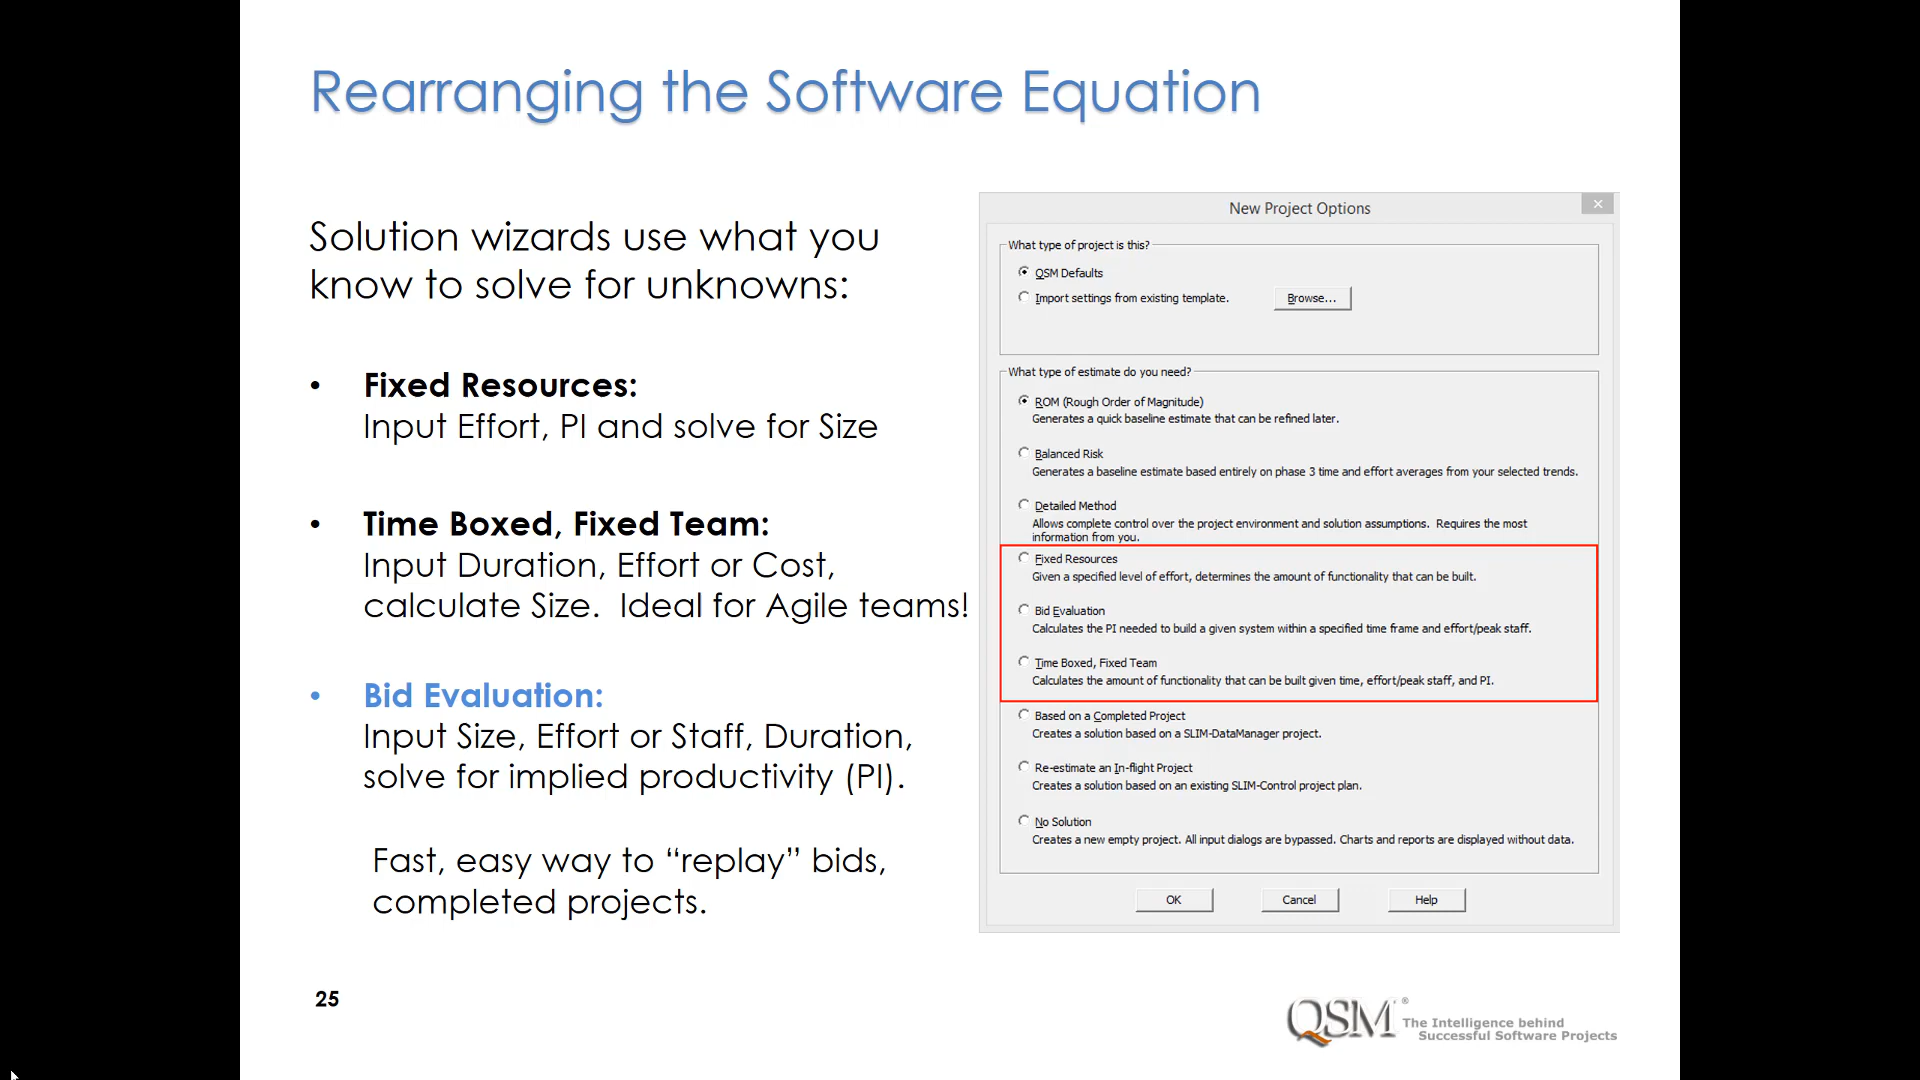 Rearranging the Software Equation
Solution wizards use what you
know to solve for unknowns:
• Fixed Resources:
Input Effort, PI and solve for Size
• Time Boxed, Fixed Team:
Input Duration, Effort or Cost,
calculate Size. Ideal for Agile teams!
• Bid Evaluation:
Input Size, Effort or Staff, Duration,
solve for implied productivity (PI).
Fast, easy way to “replay” bids,
completed projects.
25
New Project Options
What type of project is this?
QSM Defaults
Import settings from existing template.
Browse...
What type of estimate do you need?
ROM (Rough Order of Magnitude)
Generates a quick baseline estimate that can be refined later.
Balanced Risk
Generates a baseline estimate based entirely on phase 3 time and effort averages from your selected trends.
Detailed Method
Allows complete control over the project environment and solution assumptions. Requires the most
information from you.
Fixed Resources
Given a specified level of effort, determines the amount of functionality that can be built.
Bid Evaluation
Calculates the PI needed to build a given system within a specified time frame and effort/peak staff.
Time Boxed, Fixed Team
Calculates the amount of functionality that can be built given time, effort/peak staff, and PI.
Based on a Completed Project
Creates a solution based on a SLIM-DataManager project.
Re-estimate an In-flight Project
Creates a solution based on an existing SLIM-Control project plan.
No Solution
Creates a new empty project. All input dialogs are bypassed. Charts and reports are displayed without data.
OK
Cancel
Help
QSM®
The Intelligence behind
Successful Software Projects